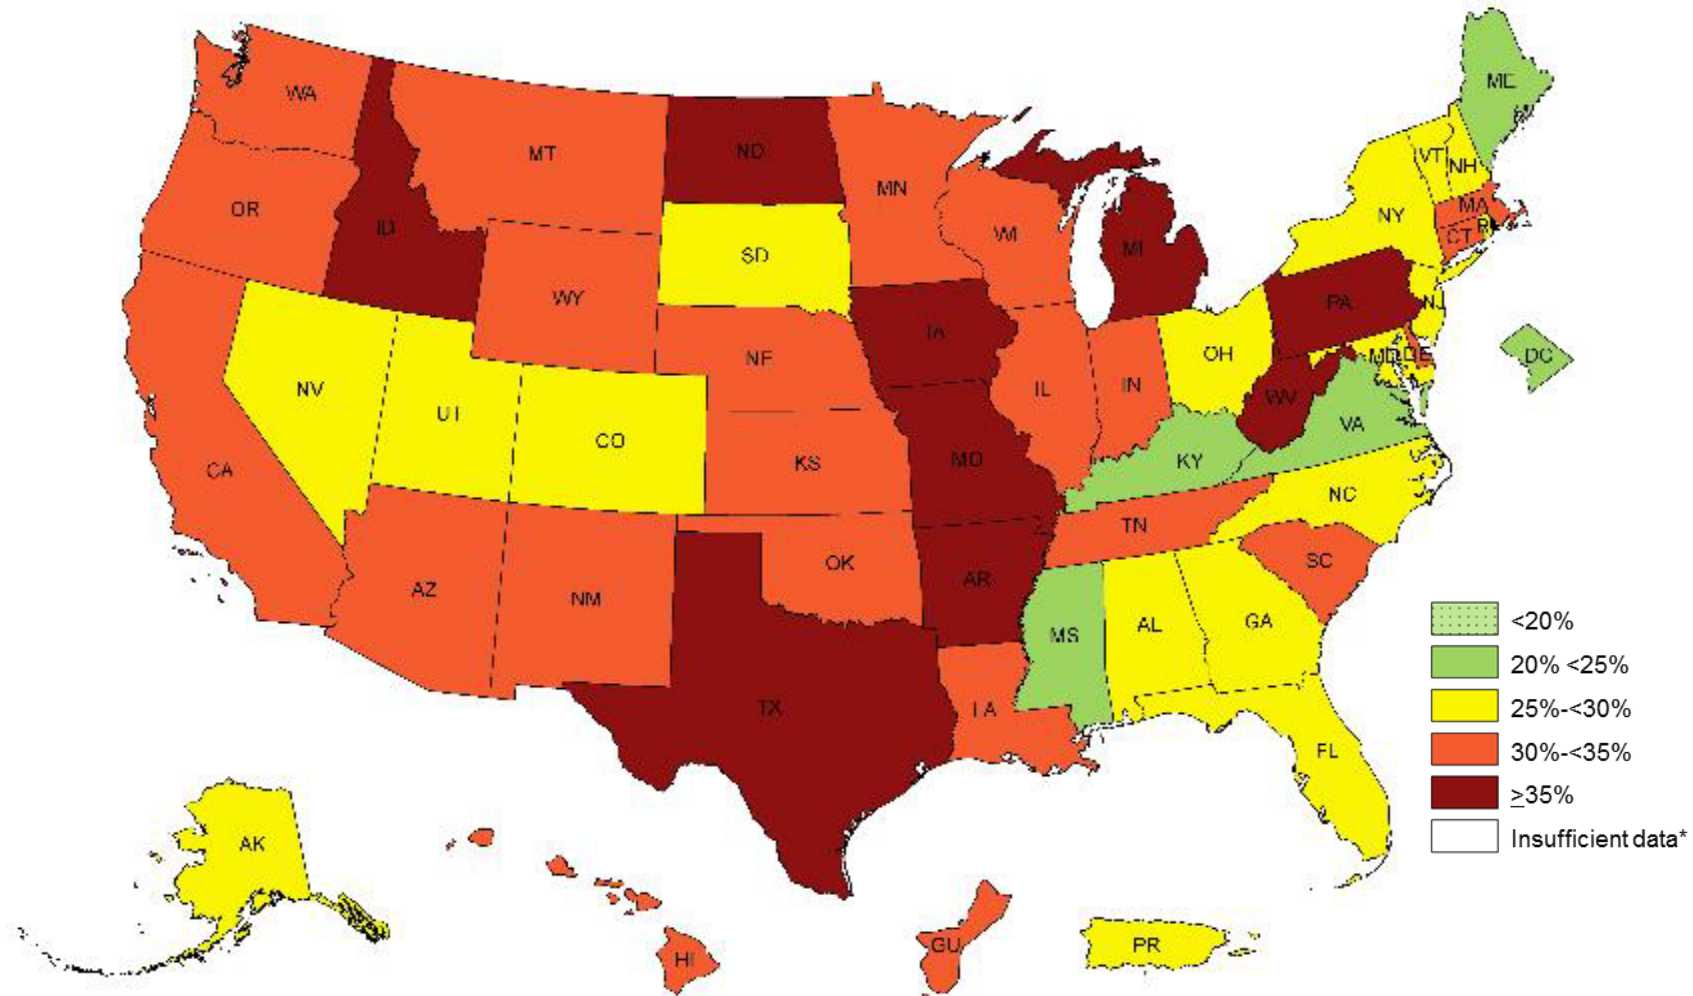 ME
WA
MT
ND
VT
NH
MN
OR
ID
MA
NY
WI
CT
RI
MI
SD
WY
PA
NJ
IA
NE
OH
MD
DE
DC
NV
IL
IN
UT
WV
VA
CO
KY
CA
KS
MO
NC
TN
OK
SC
AR
AZ
NM
<20%
MS
AL
GA
20% <25%
TX
LA
25%-<30%
FL
30%-<35%
≥35%
AK
Insufficient data*
GU
PR
HI